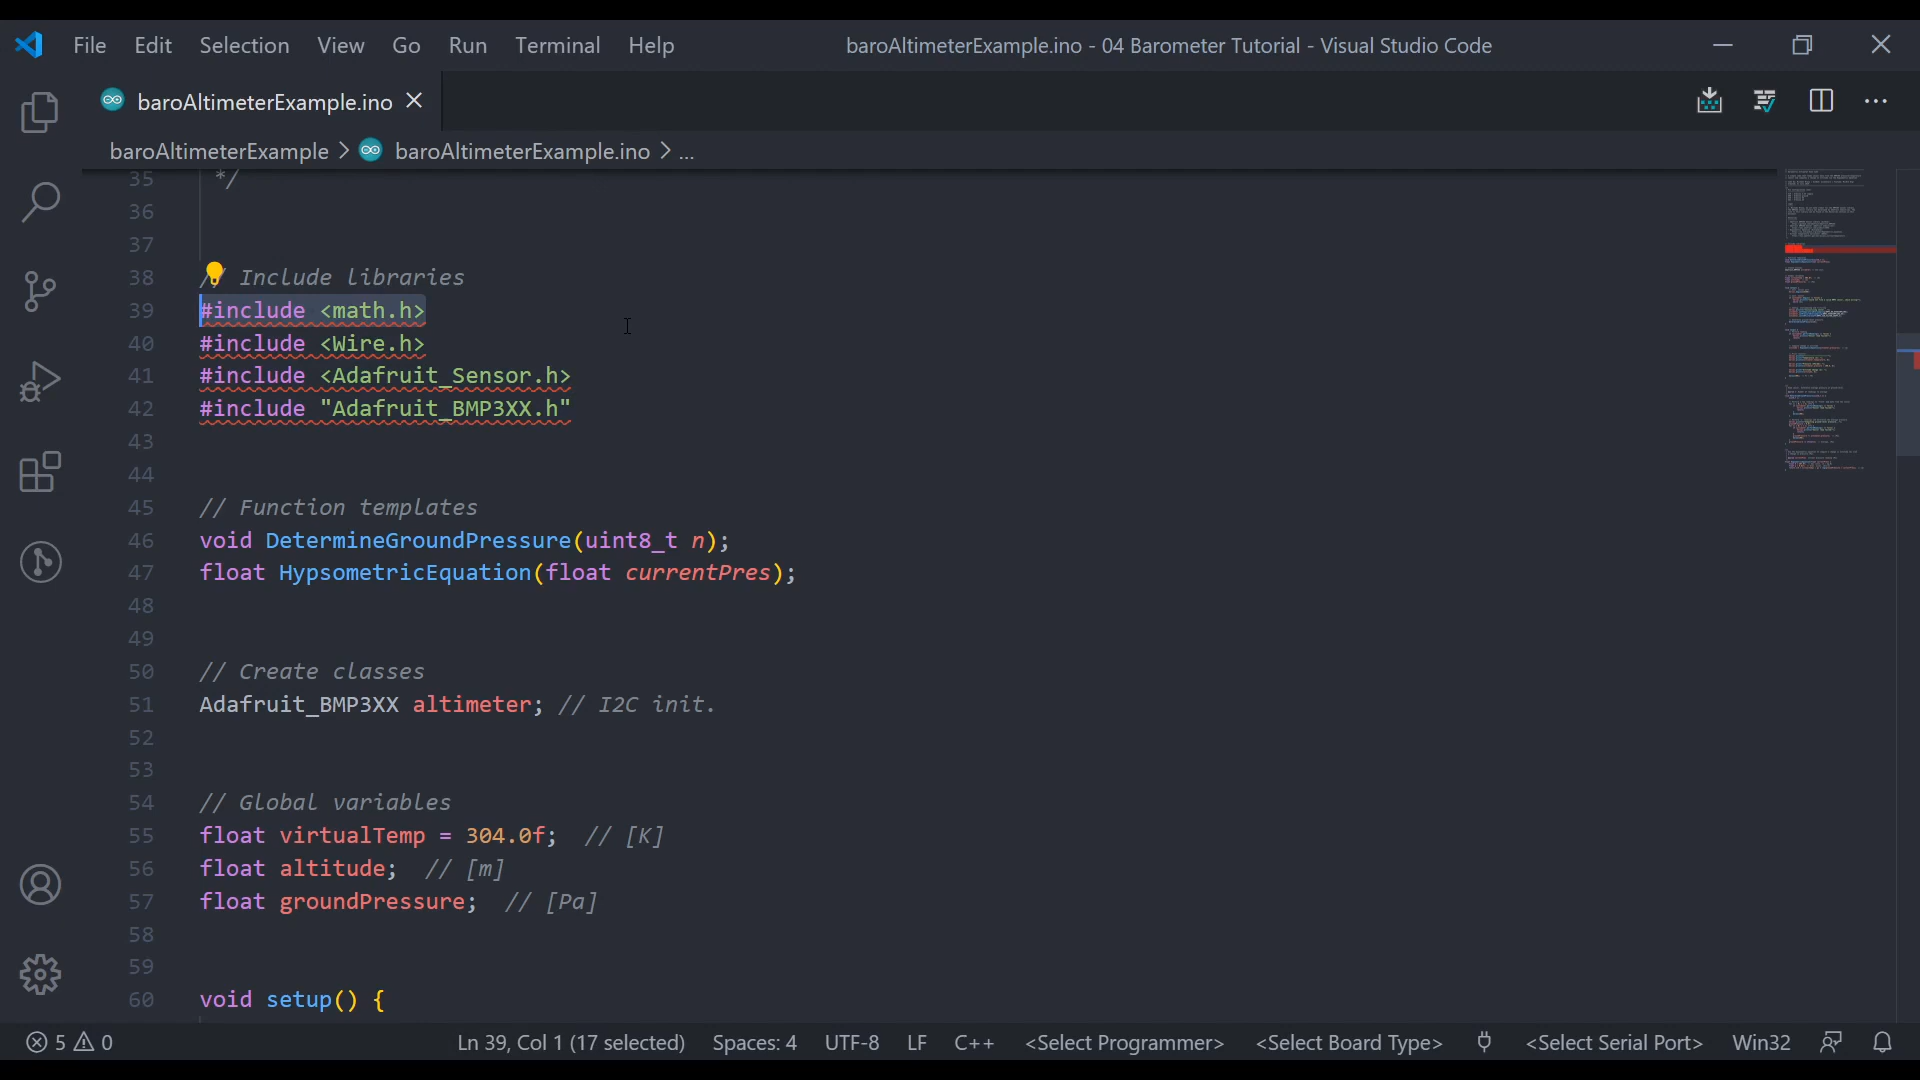 File Edit Selection View Go Run Terminal Help baroAltimeterExample.ino - 04 Barometer Tutorial - Visual Studio Code
baroAltimeterExample.ino
baroAltimeterExample > baroAltimeterExample.ino > ...
35 */
36
37
38 // Include libraries
39 #include <math.h>
40 #include <Wire.h>
41 #include <Adafruit_Sensor.h>
42 #include "Adafruit_BMP3XX.h"
43
44
45 // Function templates
46 void DetermineGroundPressure(uint8_t n);
47 float HypsometricEquation(float currentPres);
48
49
50 // Create classes
51 Adafruit_BMP3XX altimeter; // I2C init.
52
53
54 // Global variables
55 float virtualTemp = 304.0f; // [K]
56 float altitude; // [m]
57 float groundPressure; // [Pa]
58
59
60 void setup() {
5 0 Ln 39, Col 1 (17 selected) Spaces: 4 UTF-8 LF C++ <Select Programmer> <Select Board Type> <Select Serial Port> Win32